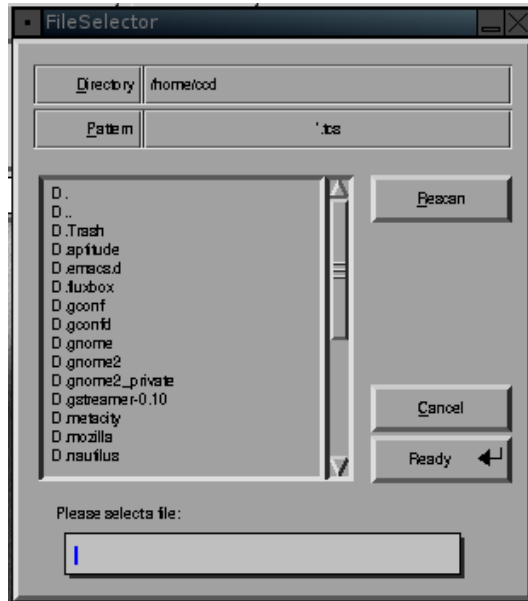 FileSelector
Directory /home/ccd
Pattern *.tcs
D .
D ..
D .Trash
D .aptitude
D .emacs.d
D .fluxbox
D .gconf
D .gconfd
D .gnome
D .gnome2
D .gnome2_private
D .gstreamer-0.10
D .metacity
D .mozilla
D .nautilus
Rescan
Cancel
Ready
Please select a file: